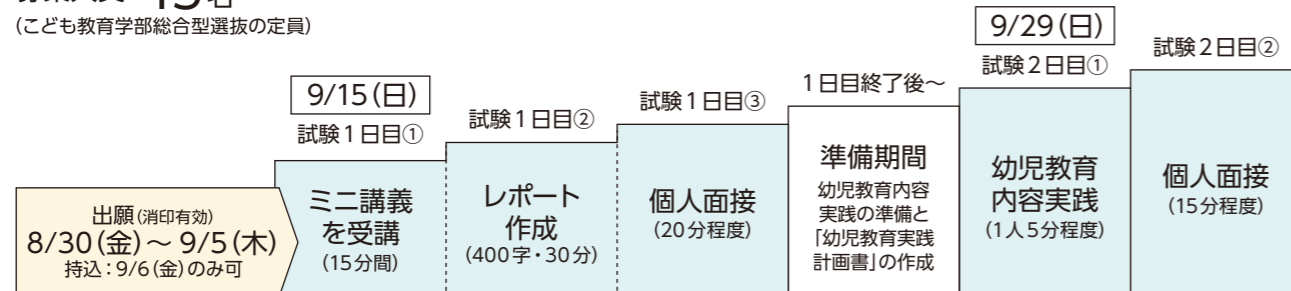 (こども教育学部総合型選抜の定員)
出願(消印有効)
8/30(金)〜9/5(木)
持込:9/6(金)のみ可
9/15(日)
試験1日目①
ミニ講義
を受講
(15分間)
試験1日目②
レポート
作成
(400字・30分)
試験1日目③
個人面接
(20分程度)
1日目終了後〜
準備期間
幼児教育内容
実践の準備と
「幼児教育実践
計画書」の作成
9/29(日)
試験2日目①
幼児教育
内容実践
(1人5分程度)
試験2日目②
個人面接
(15分程度)